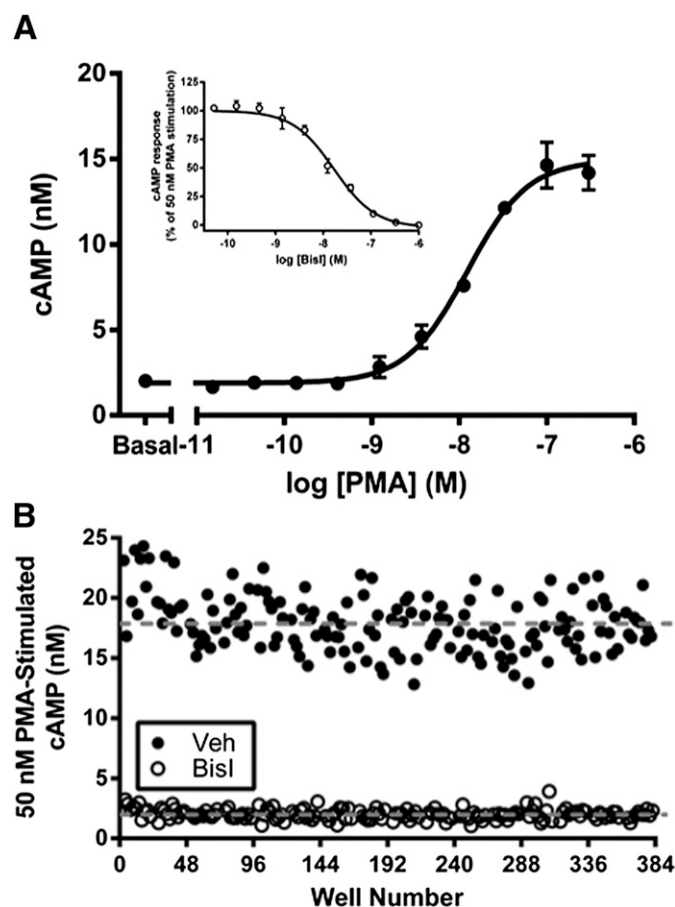 A
20
15
10
5
0
cAMP (nM)
125
100
75
50
25
0
cAMP response
(% of 50 nM PMA stimulation)
-10 -9 -8 -7 -6
log [BisI] (M)
Basal -11 -10 -9 -8 -7 -6
log [PMA] (M)
B
25
20
15
10
5
0
50 nM PMA-Stimulated
cAMP (nM)
Veh
BisI
0 48 96 144 192 240 288 336 384
Well Number